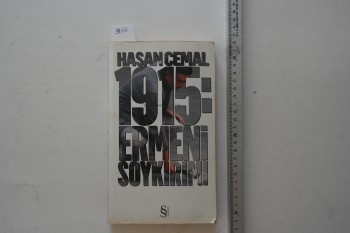 HASAN CEMAL
1915:
ERMENİ
SOYKIRIMI